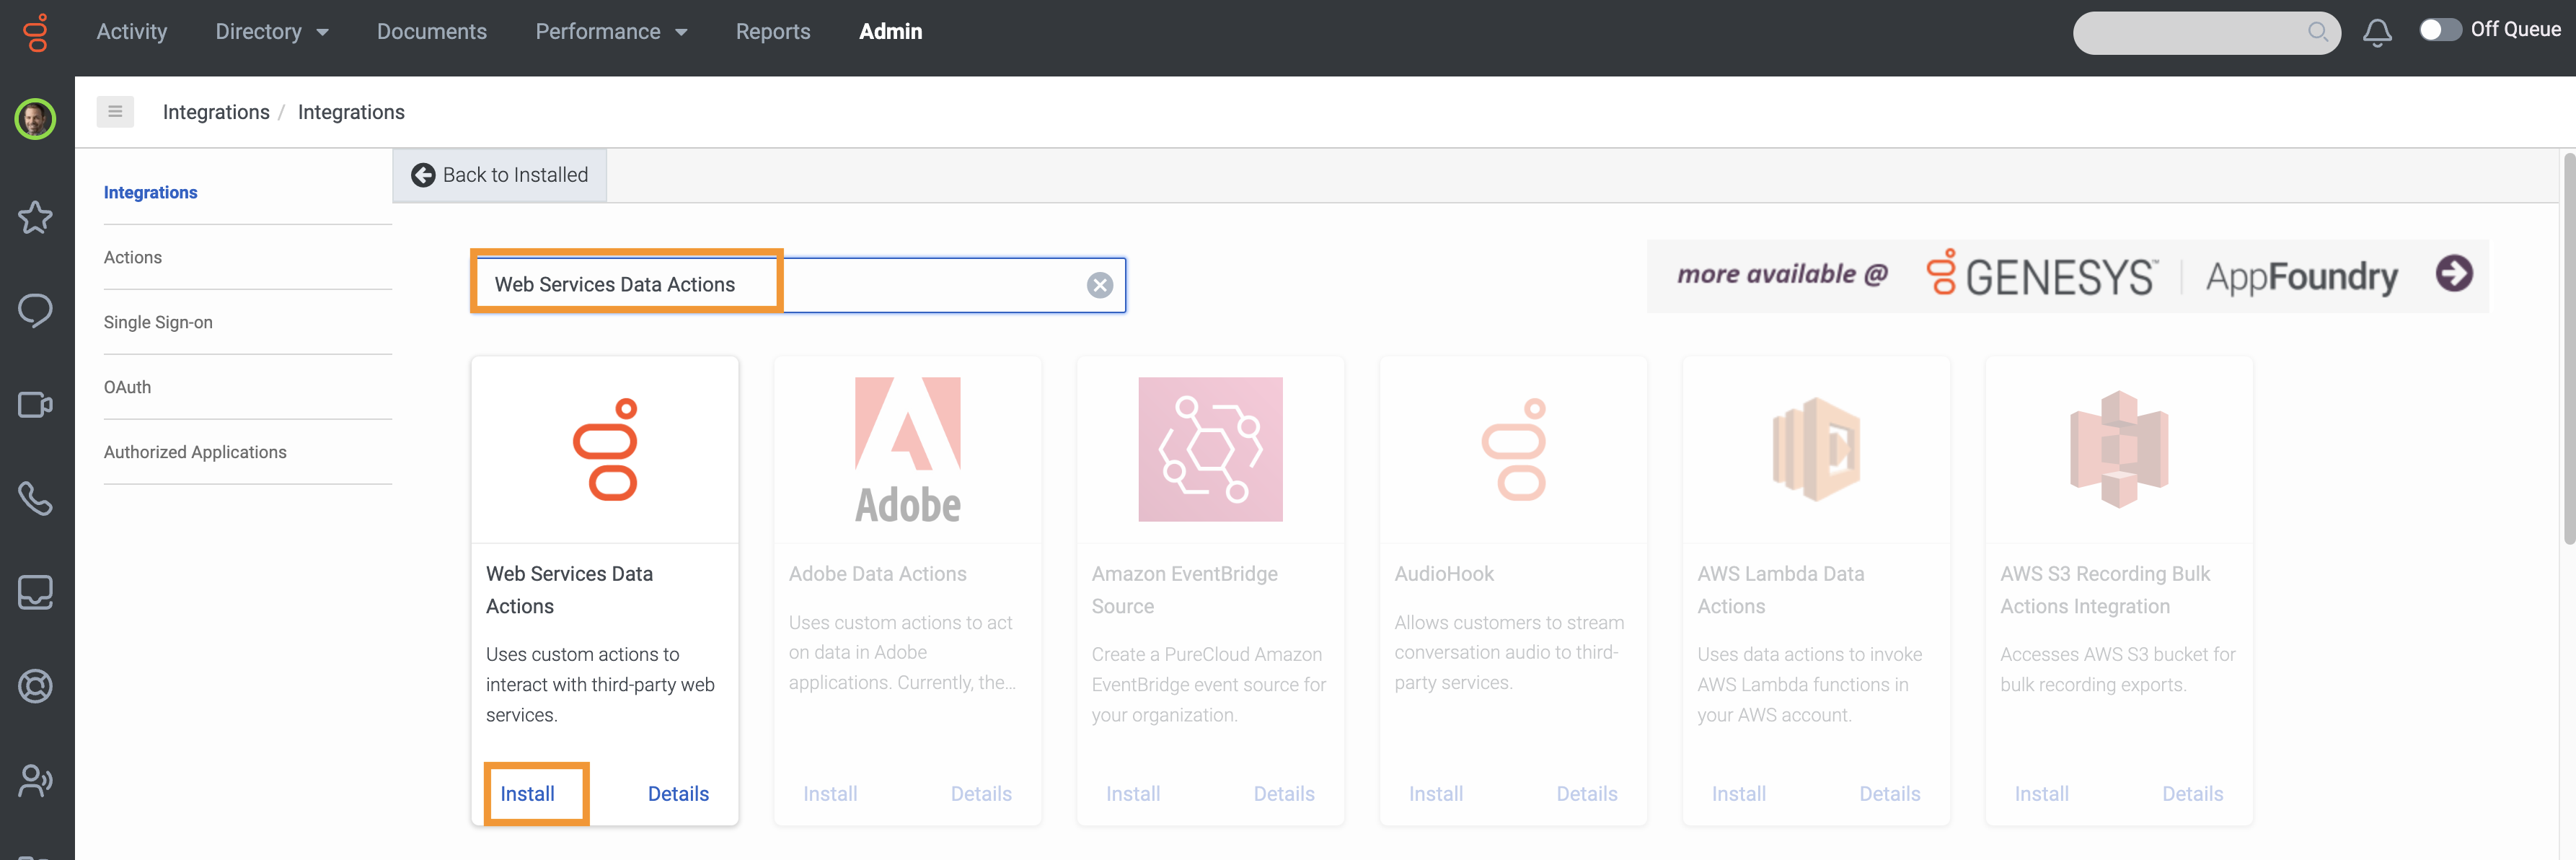 Activity Directory Documents Performance Reports Admin Off Queue
Integrations / Integrations
Integrations
Actions
Single Sign-on
OAuth
Authorized Applications
Back to Installed
Web Services Data Actions
more available @ GENESYS™ AppFoundry
Web Services Data
Actions
Uses custom actions to
interact with third-party web
services.
Install Details
Adobe
Adobe Data Actions
Uses custom actions to act
on data in Adobe
applications. Currently, the...
Install Details
Amazon EventBridge
Source
Create a PureCloud Amazon
EventBridge event source for
your organization.
Install Details
AudioHook
Allows customers to stream
conversation audio to third-
party services.
Install Details
AWS Lambda Data
Actions
Uses data actions to invoke
AWS Lambda functions in
your AWS account.
Install Details
AWS S3 Recording Bulk
Actions Integration
Accesses AWS S3 bucket for
bulk recording exports.
Install Details